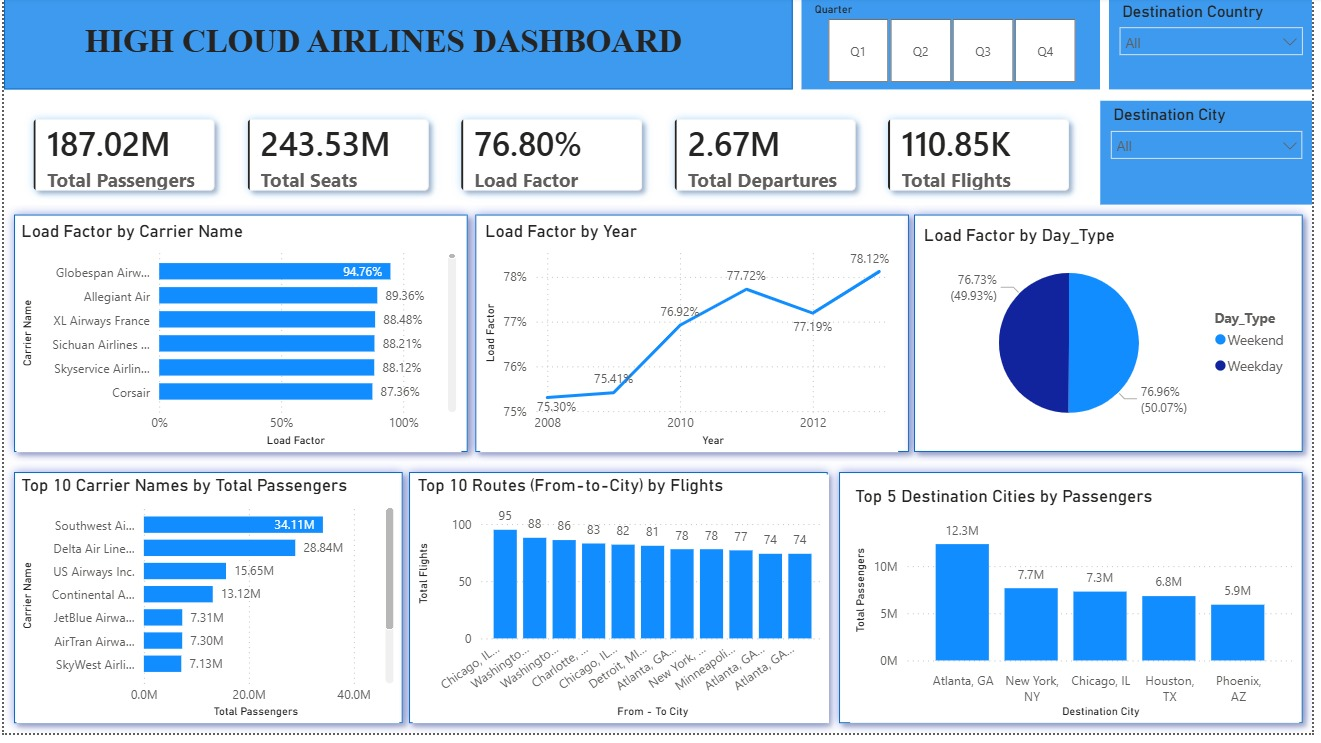 HIGH CLOUD AIRLINES DASHBOARD
Quarter
Q1
Q2
Q3
Q4
Destination Country
All
Destination City
All
187.02M
Total Passengers
243.53M
Total Seats
76.80%
Load Factor
2.67M
Total Departures
110.85K
Total Flights
Load Factor by Carrier Name
Carrier Name
Globespan Airw... 94.76%
Allegiant Air 89.36%
XL Airways France 88.48%
Sichuan Airlines ... 88.21%
Skyservice Airlin... 88.12%
Corsair 87.36%
0% 50% 100%
Load Factor
Load Factor by Year
Load Factor
78%
77%
76%
75%
75.30%
75.41%
76.92%
77.72%
77.19%
78.12%
2008 2010 2012
Year
Load Factor by Day_Type
76.73%
(49.93%)
76.96%
(50.07%)
Day_Type
Weekend
Weekday
Top 10 Carrier Names by Total Passengers
Carrier Name
Southwest Ai... 34.11M
Delta Air Line... 28.84M
US Airways Inc. 15.65M
Continental A... 13.12M
JetBlue Airwa... 7.31M
AirTran Airwa... 7.30M
SkyWest Airli... 7.13M
0.0M 20.0M 40.0M
Total Passengers
Top 10 Routes (From-to-City) by Flights
Total Flights
100
50
0
95 88 86 83 82 81 78 78 77 74 74
Chicago, IL...
Washingto...
Washingto...
Charlotte, ...
Chicago, IL...
Detroit, MI...
Atlanta, GA...
New York, ...
Minneapoli...
Atlanta, GA...
Atlanta, GA...
From - To City
Top 5 Destination Cities by Passengers
Total Passengers
10M
5M
0M
12.3M
7.7M
7.3M
6.8M
5.9M
Atlanta, GA
New York,
NY
Chicago, IL
Houston,
TX
Phoenix,
AZ
Destination City